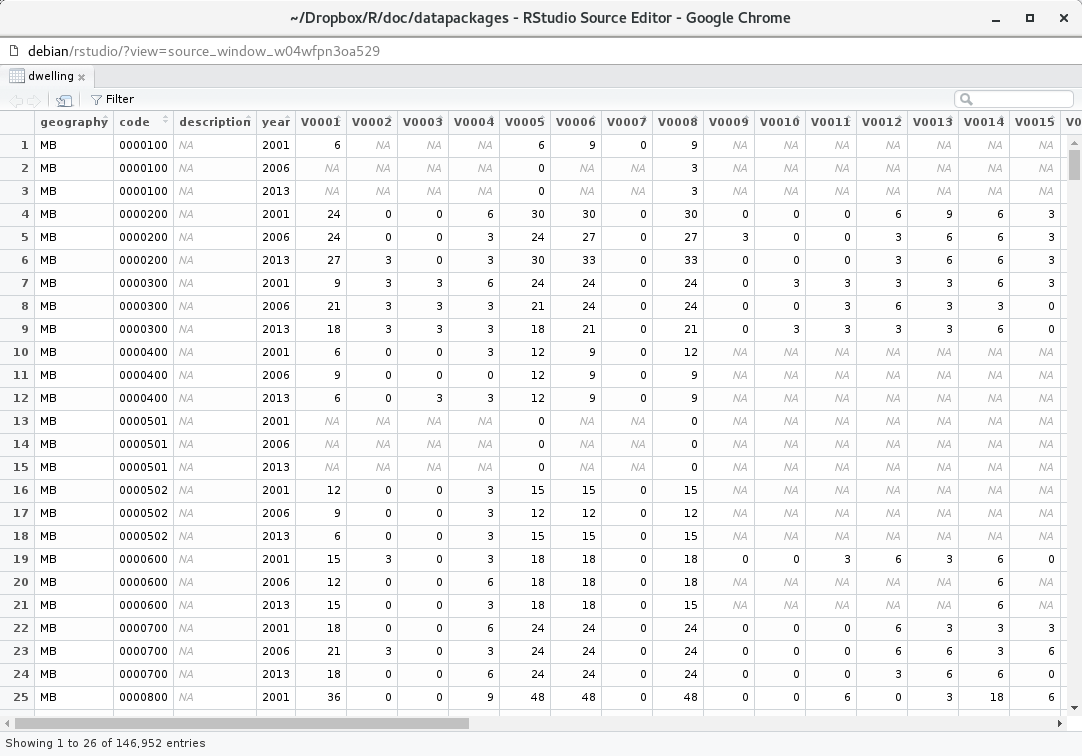 ~/Dropbox/R/doc/datapackages - RStudio Source Editor - Google Chrome
debian/rstudio/?view=source_window_w04wfpn3oa529
dwelling
Filter
geography code description year V0001 V0002 V0003 V0004 V0005 V0006 V0007 V0008 V0009 V0010 V0011 V0012 V0013 V0014 V0015 V0
1 MB 0000100 NA 2001 6 NA NA NA 6 9 0 9 NA NA NA NA NA NA NA
2 MB 0000100 NA 2006 NA NA NA NA 0 NA NA 3 NA NA NA NA NA NA NA
3 MB 0000100 NA 2013 NA NA NA NA 0 NA NA 3 NA NA NA NA NA NA NA
4 MB 0000200 NA 2001 24 0 0 6 30 30 0 30 0 0 0 6 9 6 3
5 MB 0000200 NA 2006 24 0 0 3 24 27 0 27 3 0 0 3 6 6 3
6 MB 0000200 NA 2013 27 3 0 3 30 33 0 33 0 0 0 3 6 6 3
7 MB 0000300 NA 2001 9 3 3 6 24 24 0 24 0 3 3 3 3 6 3
8 MB 0000300 NA 2006 21 3 3 3 21 24 0 24 0 0 3 6 3 3 0
9 MB 0000300 NA 2013 18 3 3 3 18 21 0 21 0 3 3 3 3 6 0
10 MB 0000400 NA 2001 6 0 0 3 12 9 0 12 NA NA NA NA NA NA NA
11 MB 0000400 NA 2006 9 0 0 0 12 9 0 9 NA NA NA NA NA NA NA
12 MB 0000400 NA 2013 6 0 3 3 12 9 0 9 NA NA NA NA NA NA NA
13 MB 0000501 NA 2001 NA NA NA NA 0 NA NA 0 NA NA NA NA NA NA NA
14 MB 0000501 NA 2006 NA NA NA NA 0 NA NA 0 NA NA NA NA NA NA NA
15 MB 0000501 NA 2013 NA NA NA NA 0 NA NA 0 NA NA NA NA NA NA NA
16 MB 0000502 NA 2001 12 0 0 3 15 15 0 15 NA NA NA NA NA NA NA
17 MB 0000502 NA 2006 9 0 0 3 12 12 0 12 NA NA NA NA NA NA NA
18 MB 0000502 NA 2013 6 0 0 3 15 15 0 15 NA NA NA NA NA NA NA
19 MB 0000600 NA 2001 15 3 0 3 18 18 0 18 0 0 3 6 3 6 0
20 MB 0000600 NA 2006 12 0 0 6 18 18 0 18 NA NA NA NA NA 6 NA
21 MB 0000600 NA 2013 15 0 0 3 18 18 0 15 NA NA NA NA NA 6 NA
22 MB 0000700 NA 2001 18 0 0 6 24 24 0 24 0 0 0 6 3 3 3
23 MB 0000700 NA 2006 21 3 0 3 24 24 0 24 0 0 0 6 6 3 6
24 MB 0000700 NA 2013 18 0 0 6 24 24 0 24 0 0 0 3 6 6 0
25 MB 0000800 NA 2001 36 0 0 9 48 48 0 48 0 0 6 0 3 18 6
Showing 1 to 26 of 146,952 entries